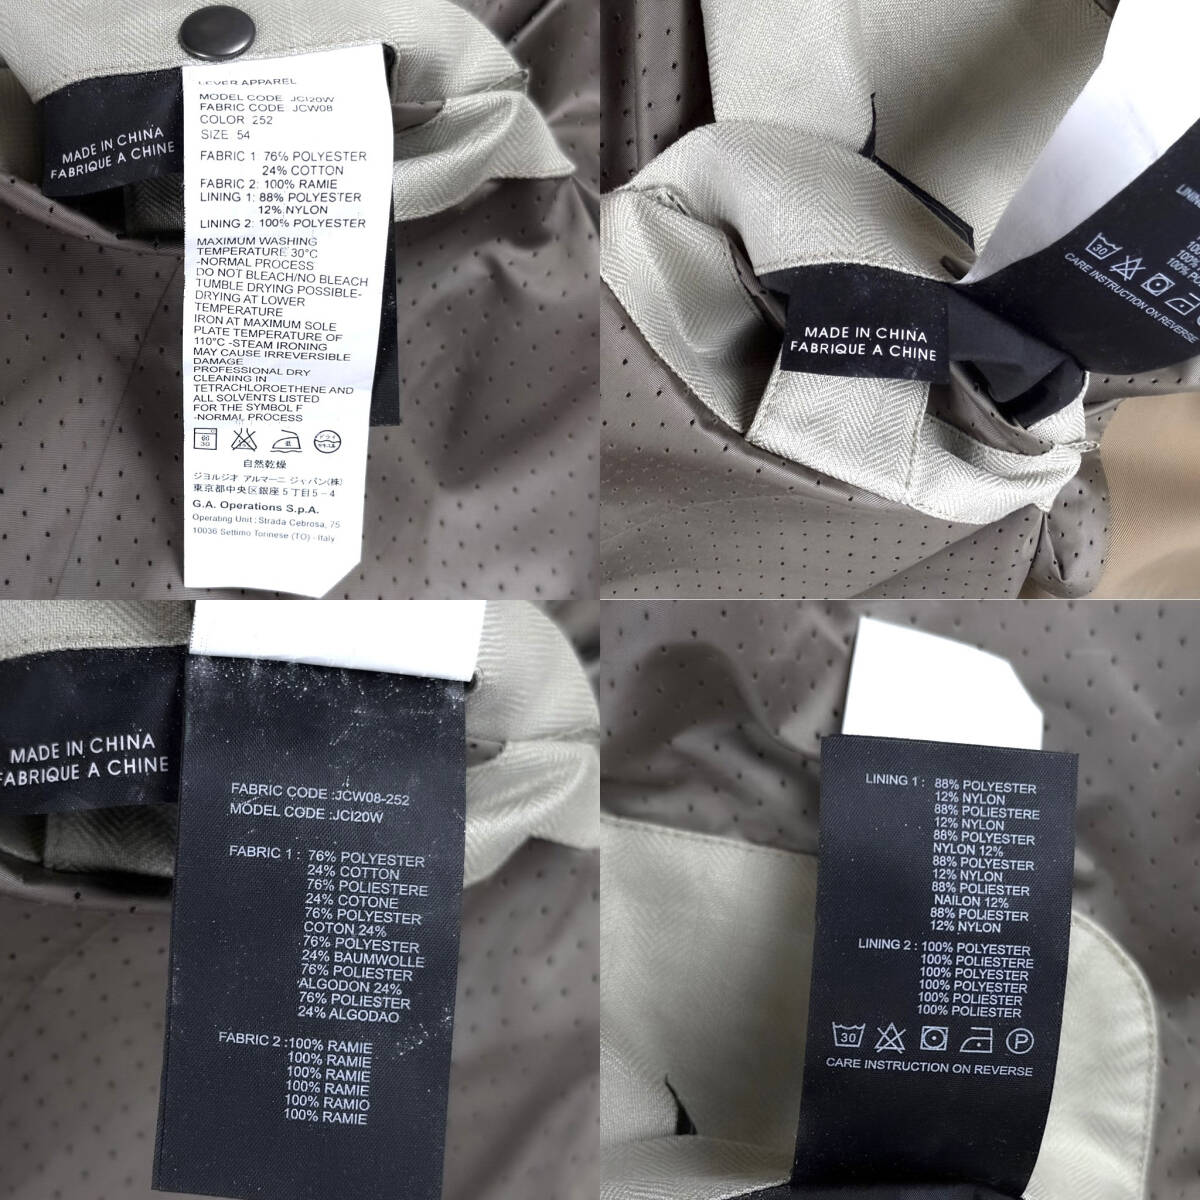 MADE IN CHINA
FABRIQUE A CHINE
LEVER APPAREL
MODEL CODE :JCI20W
FABRIC CODE :JCW08
COLOR :252
SIZE :54
FABRIC 1 :76% POLYESTER
24% COTTON
FABRIC 2: 100% RAMIE
LINING 1: 88% POLYESTER
12% NYLON
LINING 2: 100% POLYESTER
MAXIMUM WASHING
TEMPERATURE 30°C
-NORMAL PROCESS
DO NOT BLEACHINO BLEACH
TUMBLE DRYING POSSIBLE-
DRYING AT LOWER
TEMPERATURE
IRON AT MAXIMUM SOLE
PLATE TEMPERATURE OF
110°C -STEAM IRONING
MAY CAUSE IRREVERSIBLE
DAMAGE
PROFESSIONAL DRY
CLEANING IN
TETRACHLOROETHENE AND
ALL SOLVENTS LISTED
FOR THE SYMBOL F
-NORMAL PROCESS
自然乾燥
ジヨルジオ アルマーニ ジャパン(株)
東京都中央区銀座5丁目5-4
G.A. Operations S.p.A.
Operating Unit : Strada Cebrosa, 75
10036 Settimo Torinese (TO) - Italy
MADE IN CHINA
FABRIQUE A CHINE
30
CARE INSTRUCTION ON REVERSE
MADE IN CHINA
FABRIQUE A CHINE
FABRIC CODE :JCW08-252
MODEL CODE :JCI20W
FABRIC 1 : 76% POLYESTER
24% COTTON
76% POLIESTERE
24% COTONE
76% POLYESTER
COTON 24%
76% POLYESTER
24% BAUMWOLLE
76% POLIESTER
ALGODON 24%
76% POLIESTER
24% ALGODAO
FABRIC 2 :100% RAMIE
100% RAMIE
100% RAMIE
100% RAMIE
100% RAMIO
100% RAMIE
LINING 1 : 88% POLYESTER
12% NYLON
88% POLIESTERE
12% NYLON
88% POLYESTER
NYLON 12%
88% POLYESTER
12% NYLON
88% POLIESTER
NAILON 12%
88% POLIESTER
12% NYLON
LINING 2 : 100% POLYESTER
100% POLIESTERE
100% POLYESTER
100% POLYESTER
100% POLIESTER
100% POLIESTER
30 P
CARE INSTRUCTION ON REVERSE